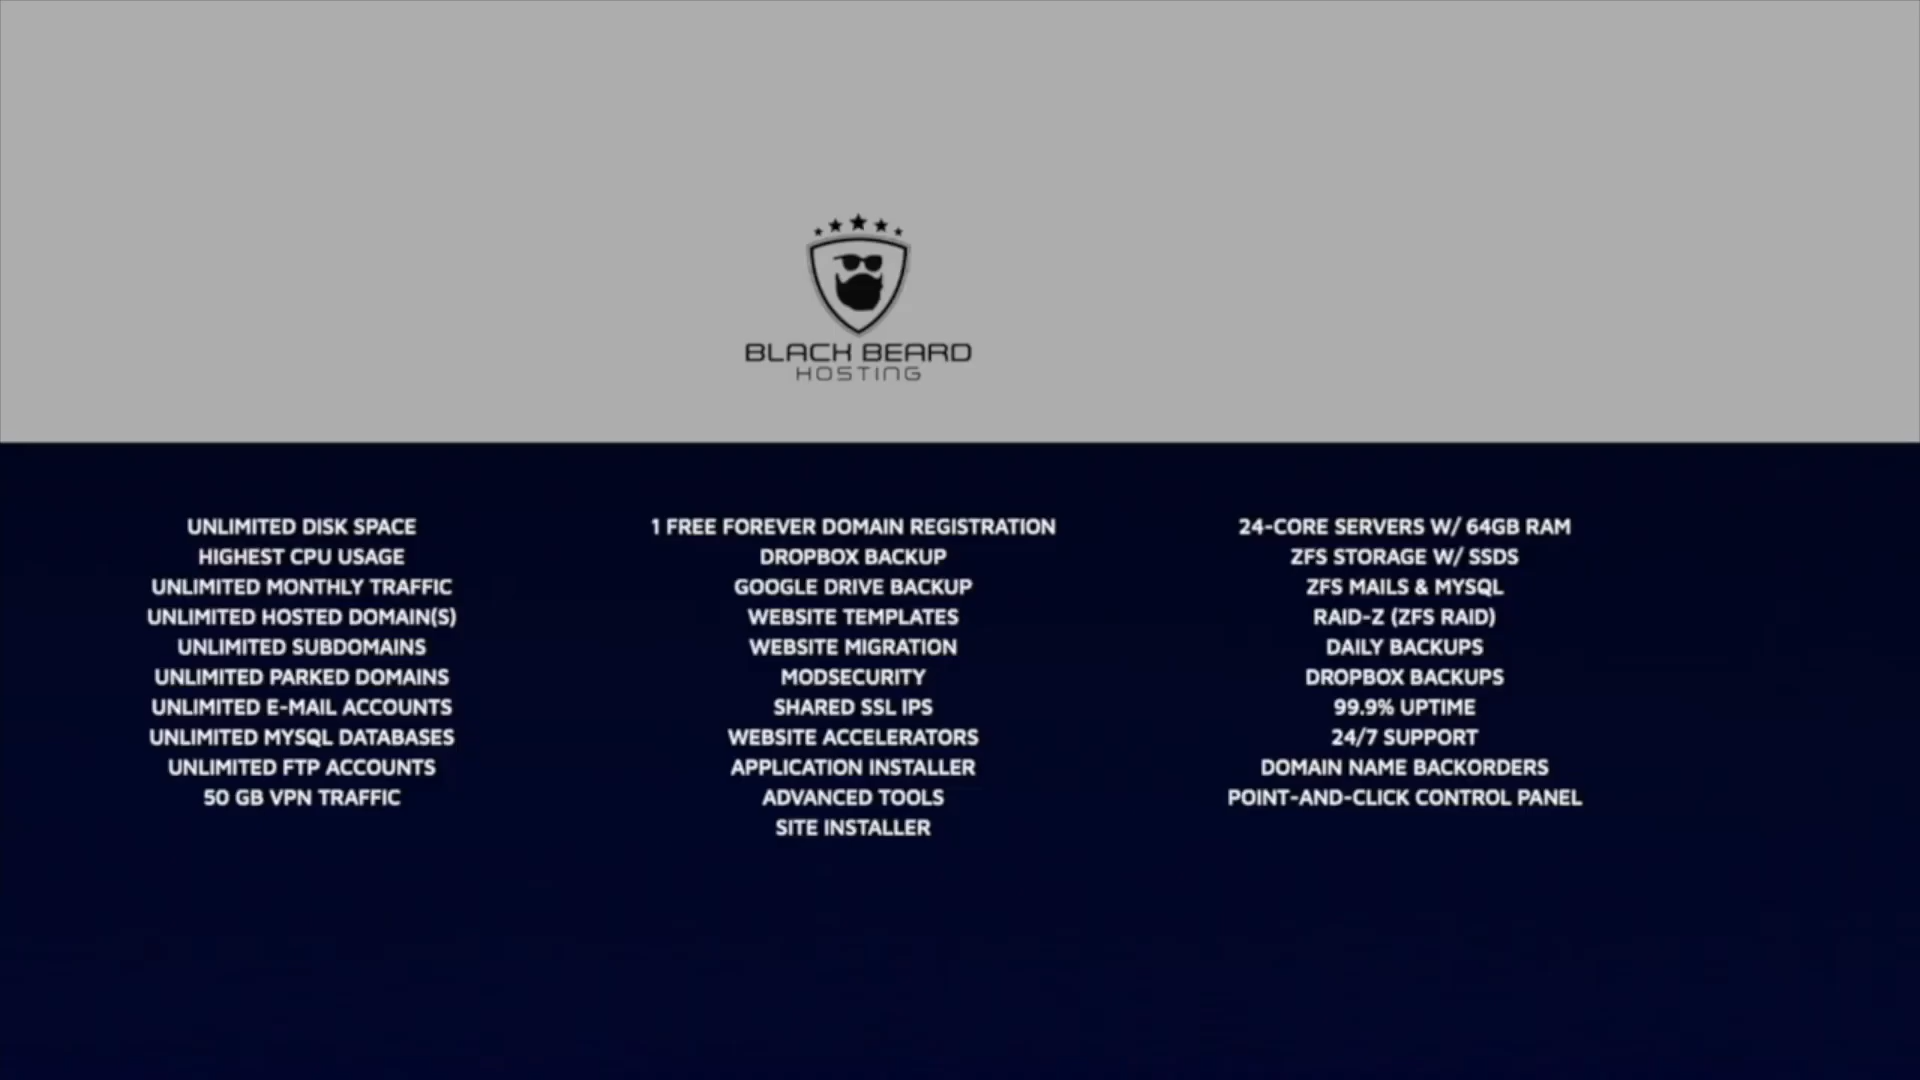 BLACK BEARD
HOSTING
UNLIMITED DISK SPACE
HIGHEST CPU USAGE
UNLIMITED MONTHLY TRAFFIC
UNLIMITED HOSTED DOMAIN(S)
UNLIMITED SUBDOMAINS
UNLIMITED PARKED DOMAINS
UNLIMITED E-MAIL ACCOUNTS
UNLIMITED MYSQL DATABASES
UNLIMITED FTP ACCOUNTS
50 GB VPN TRAFFIC
1 FREE FOREVER DOMAIN REGISTRATION
DROPBOX BACKUP
GOOGLE DRIVE BACKUP
WEBSITE TEMPLATES
WEBSITE MIGRATION
MODSECURITY
SHARED SSL IPS
WEBSITE ACCELERATORS
APPLICATION INSTALLER
ADVANCED TOOLS
SITE INSTALLER
24-CORE SERVERS W/ 64GB RAM
ZFS STORAGE W/ SSDS
ZFS MAILS & MYSQL
RAID-Z (ZFS RAID)
DAILY BACKUPS
DROPBOX BACKUPS
99.9% UPTIME
24/7 SUPPORT
DOMAIN NAME BACKORDERS
POINT-AND-CLICK CONTROL PANEL